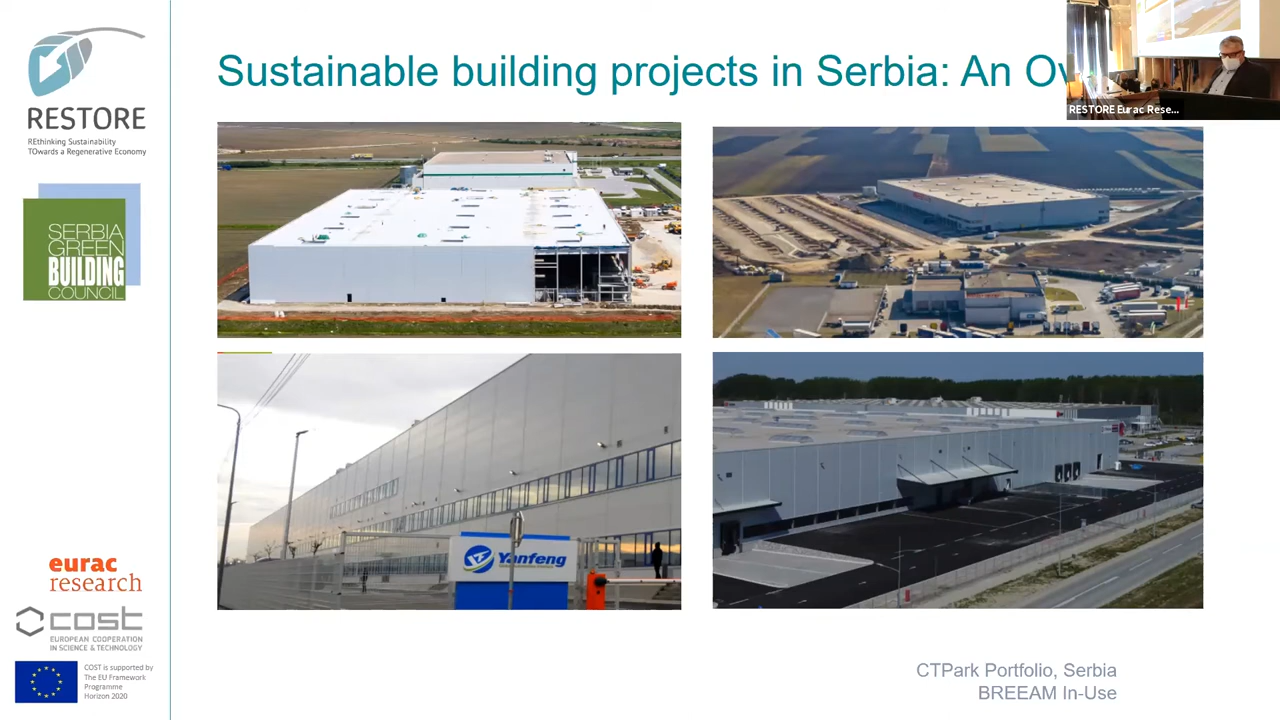 Sustainable building projects in Serbia: An Ov
RESTORE Eurac Rese...
RESTORE
REthinking Sustainability
TOwards a Regenerative Economy
SERBIA
GREEN
BUILDING
COUNCIL
Yanfeng
eurac
research
cost
EUROPEAN COOPERATION
IN SCIENCE & TECHNOLOGY
COST is supported by
The EU Framework
Programme
Horizon 2020
CTPark Portfolio, Serbia
BREEAM In-Use